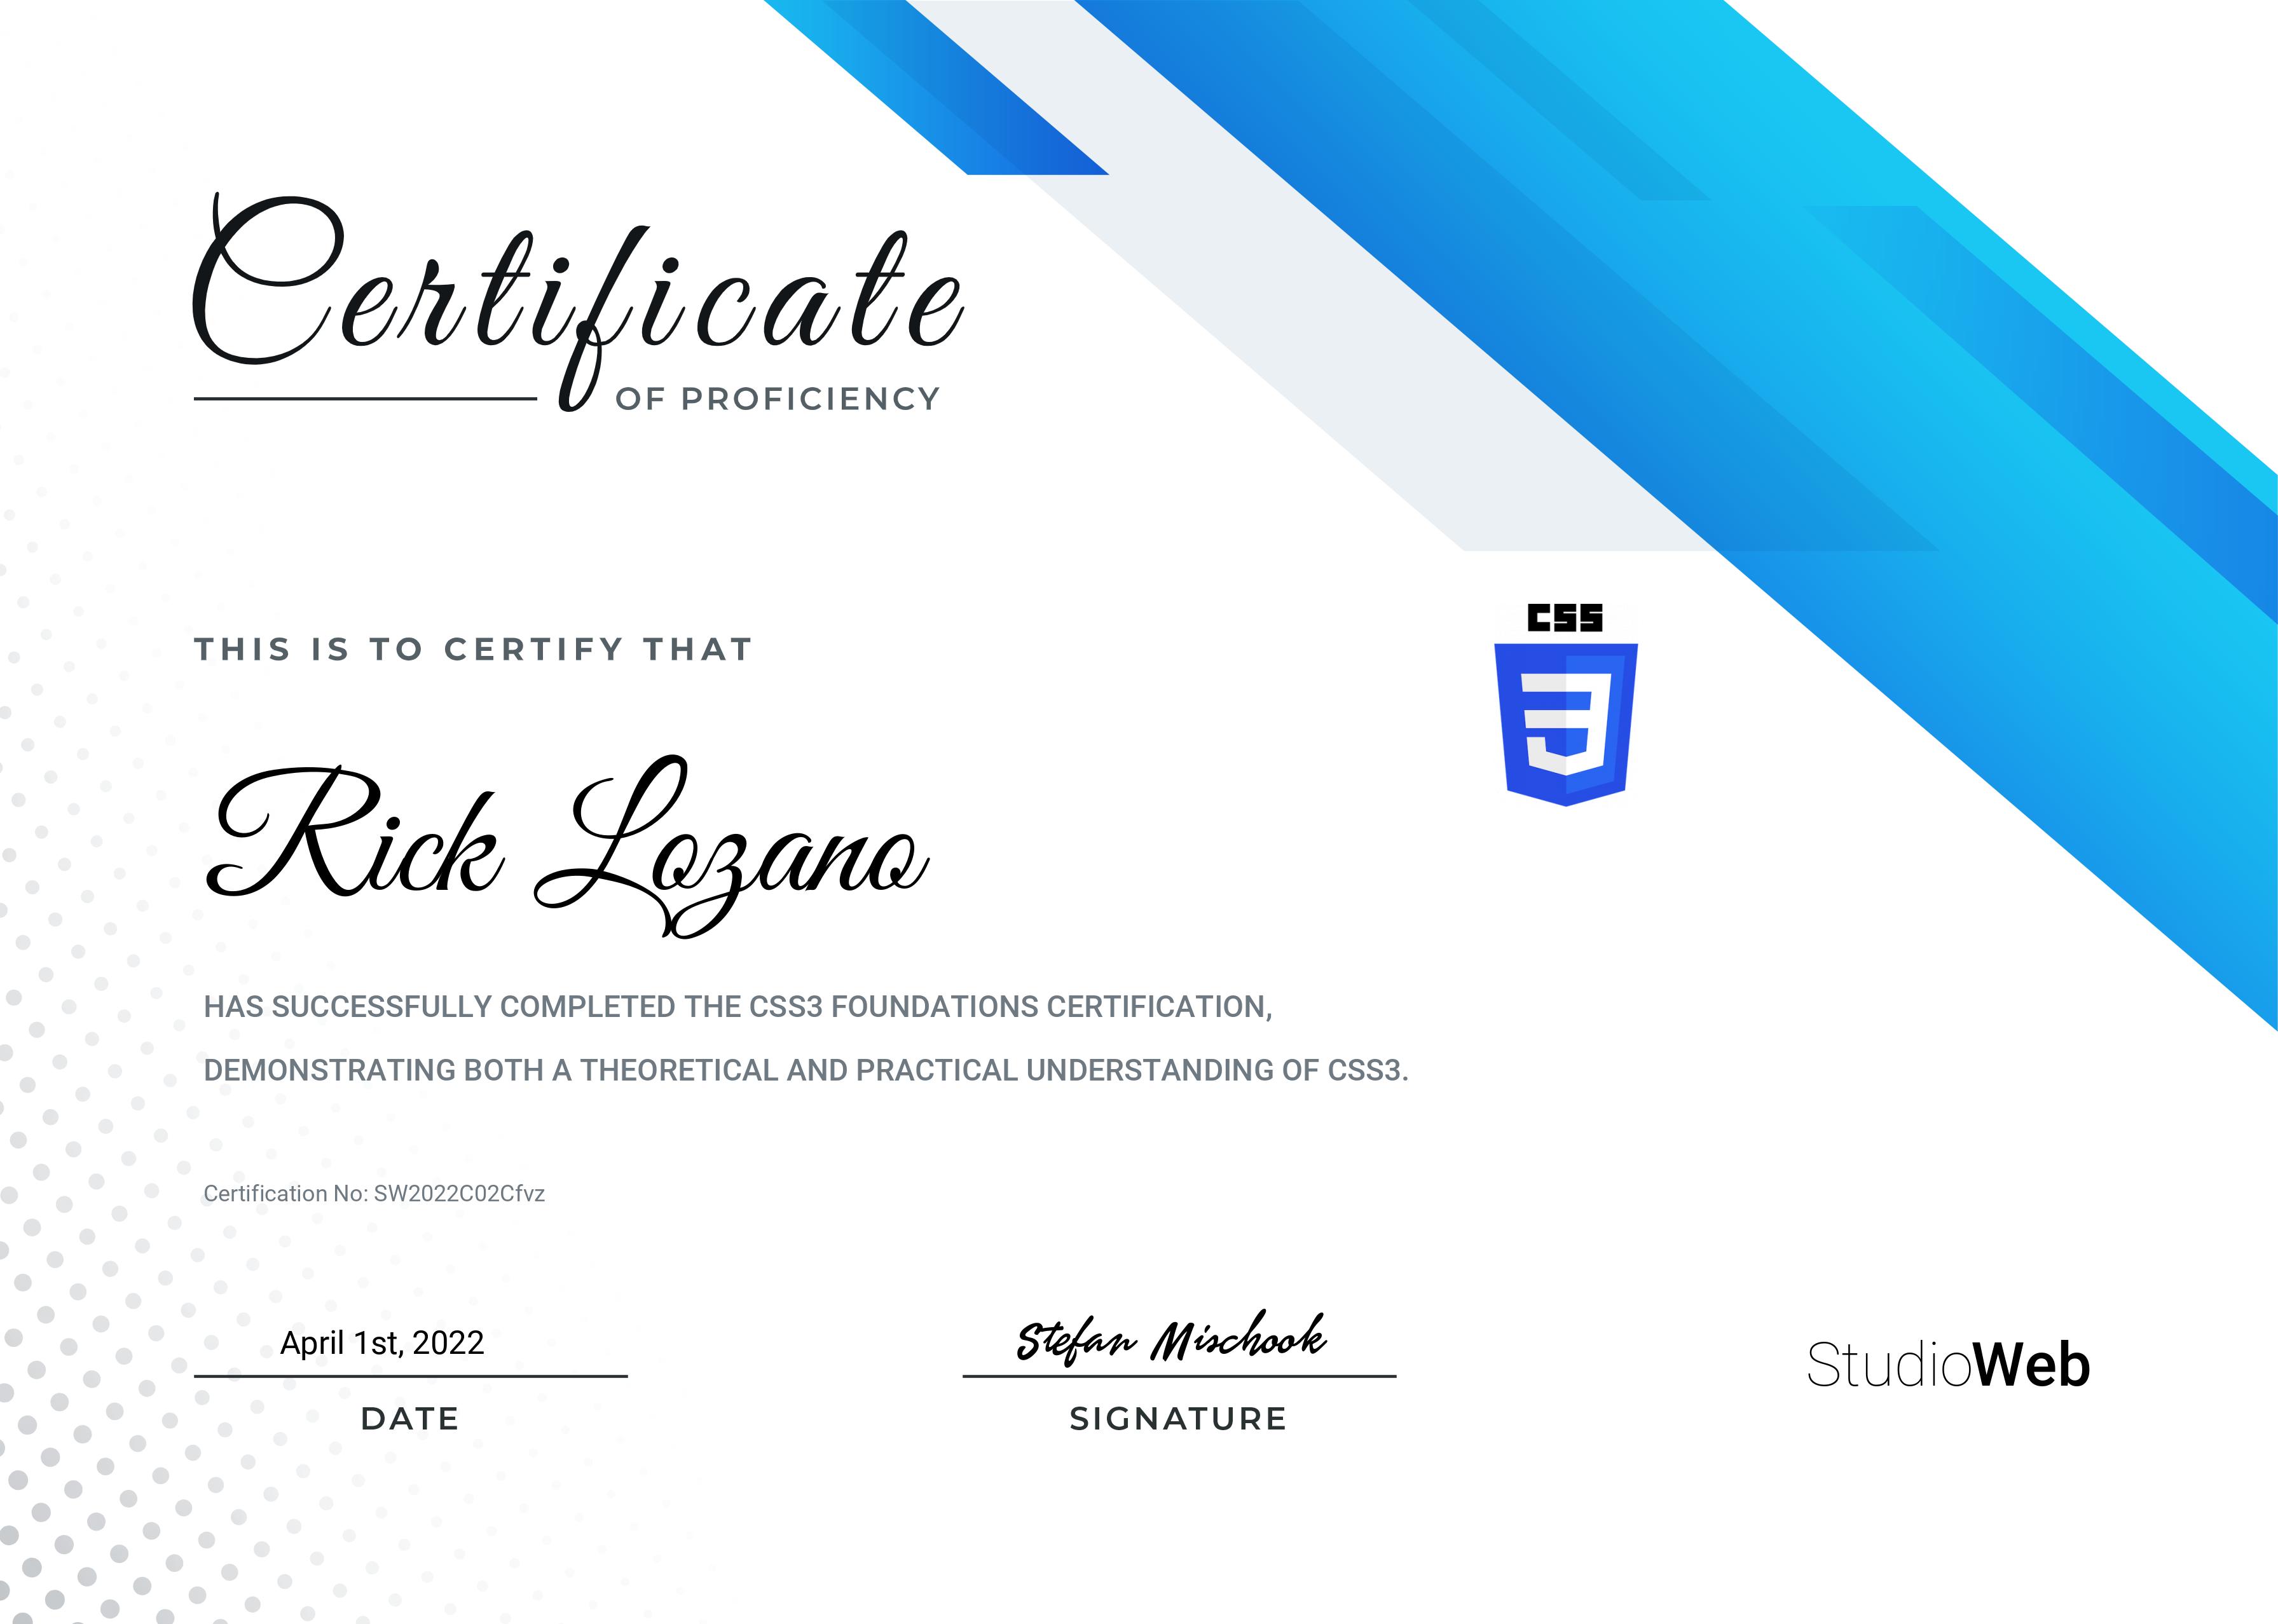 Certificate
OF PROFICIENCY
THIS IS TO CERTIFY THAT
CSS
3
Rick Lozano
HAS SUCCESSFULLY COMPLETED THE CSS3 FOUNDATIONS CERTIFICATION,
DEMONSTRATING BOTH A THEORETICAL AND PRACTICAL UNDERSTANDING OF CSS3.
Certification No: SW2022C02Cfvz
April 1st, 2022
DATE
Stefan Mischook
SIGNATURE
StudioWeb